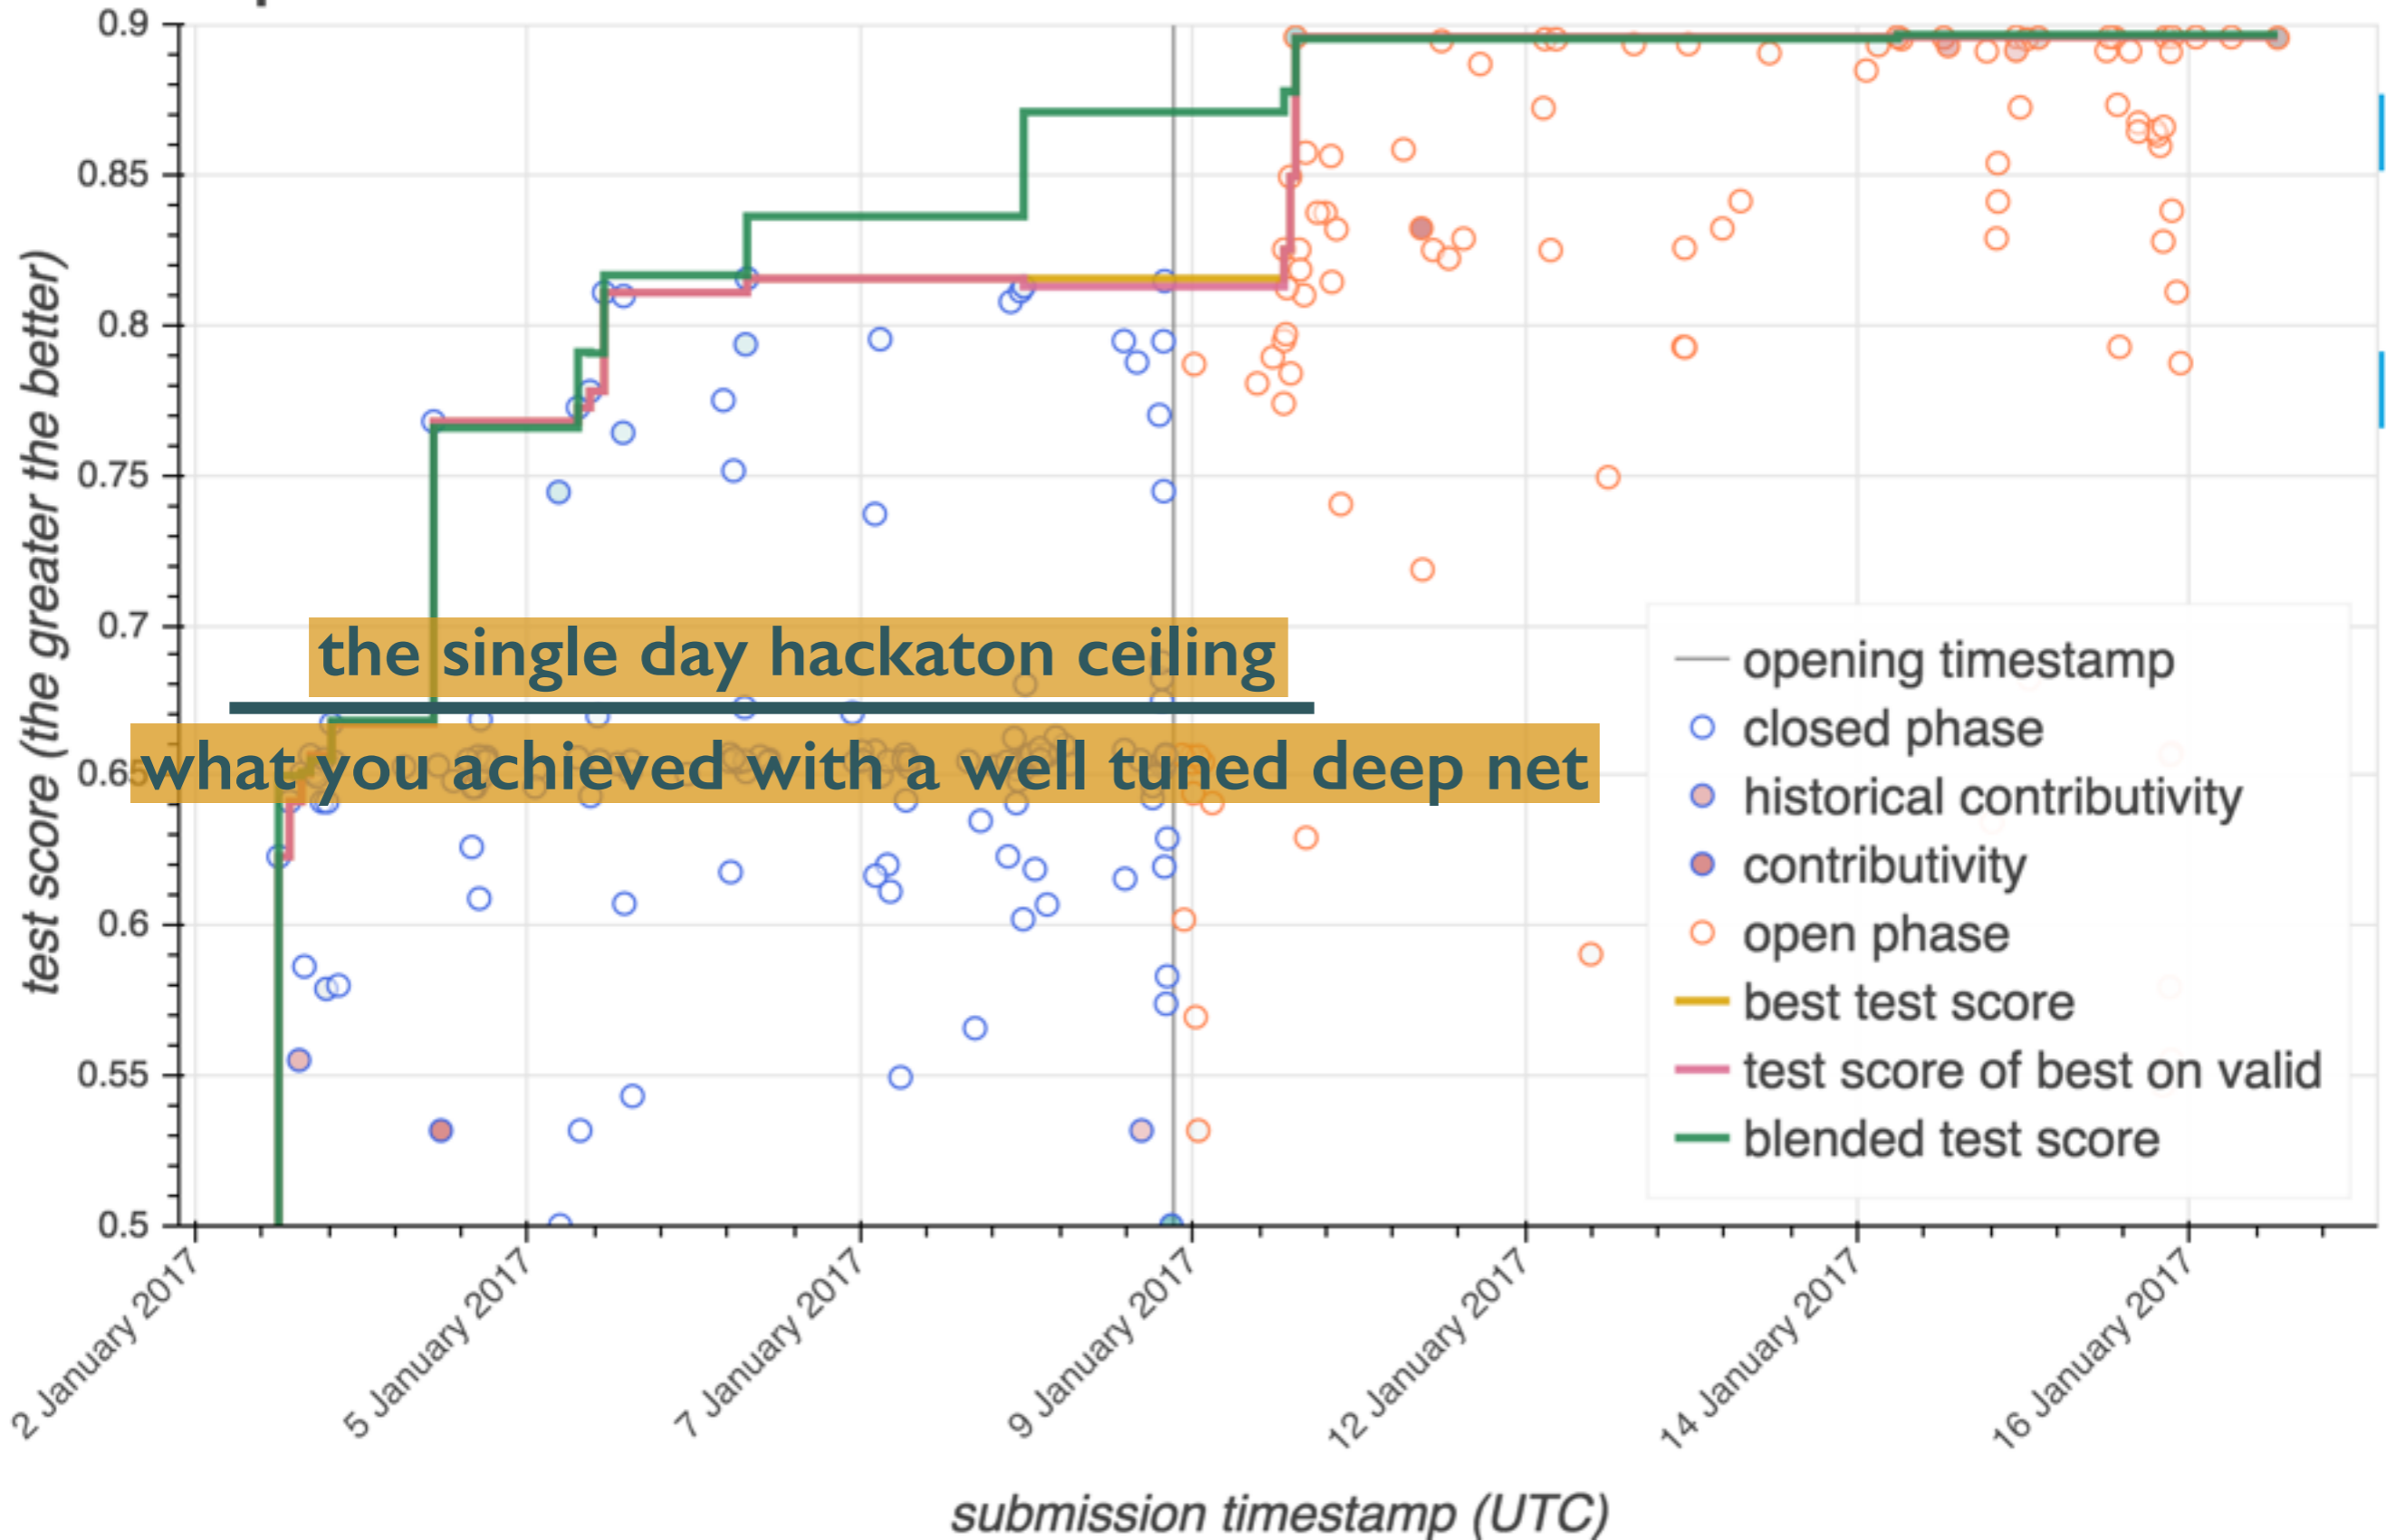 test score (the greater the better)
0.9
0.85
0.8
0.75
0.7
0.65
0.6
0.55
0.5
the single day hackaton ceiling
what you achieved with a well tuned deep net
opening timestamp
closed phase
historical contributivity
contributivity
open phase
best test score
test score of best on valid
blended test score
2 January 2017
5 January 2017
7 January 2017
9 January 2017
12 January 2017
14 January 2017
16 January 2017
submission timestamp (UTC)